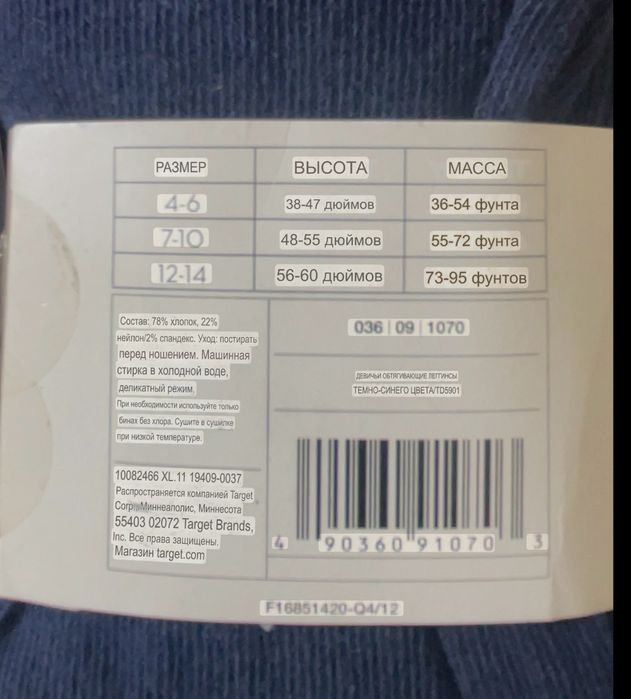 РАЗМЕР ВЫСОТА МАССА
4-6 38-47 дюймов 36-54 фунта
7-10 48-55 дюймов 55-72 фунта
12-14 56-60 дюймов 73-95 фунтов
Состав: 78% хлопок, 22%
нейлон/2% спандекс. Уход: постирать
перед ношением. Машинная
стирка в холодной воде,
деликатный режим.
При необходимости используйте только
бинах без хлора. Сушите в сушилке
при низкой температуре.
10082466 XL.11 19409-0037
Распространяется компанией Target
Corp. Миннеаполис, Миннесота
55403 02072 Target Brands,
Inc. Все права защищены.
Магазин target.com
036 | 09 | 1070
ДЕВИЧЬИ ОБТЯГИВАЮЩИЕ ЛЕГГИНСЫ
ТЕМНО-СИНЕГО ЦВЕТА/TD5901
4 90360 91070 3
F16851420-Q4/12